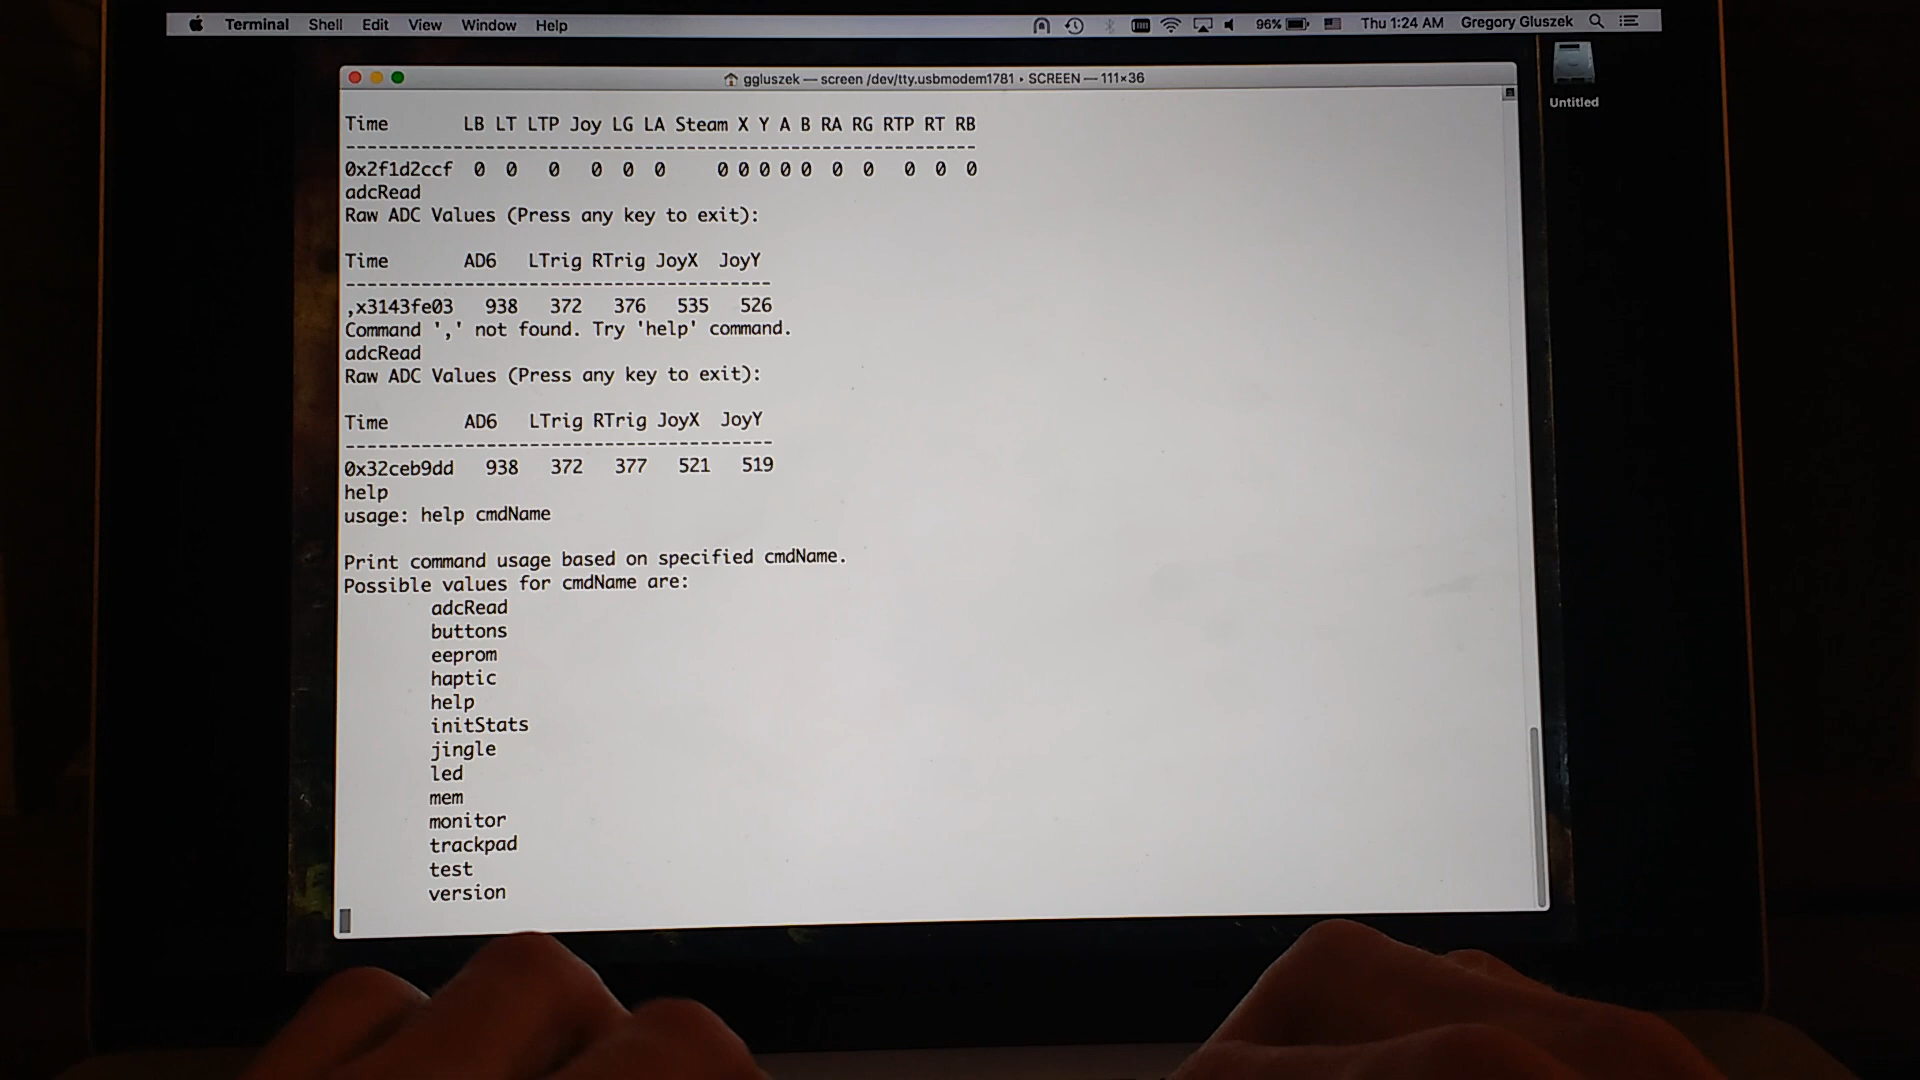 Terminal Shell Edit View Window Help 96% Thu 1:24 AM Gregory Gluszek
ggluszek — screen /dev/tty.usbmodem1781 ▸ SCREEN — 111×36
Untitled
Time LB LT LTP Joy LG LA Steam X Y A B RA RG RTP RT RB
----------------------------------------------------------
0x2f1d2ccf 0 0 0 0 0 0 0 0 0 0 0 0 0 0 0 0
adcRead
Raw ADC Values (Press any key to exit):
Time AD6 LTrig RTrig JoyX JoyY
---------------------------------------
,x3143fe03 938 372 376 535 526
Command ',' not found. Try 'help' command.
adcRead
Raw ADC Values (Press any key to exit):
Time AD6 LTrig RTrig JoyX JoyY
---------------------------------------
0x32ceb9dd 938 372 377 521 519
help
usage: help cmdName
Print command usage based on specified cmdName.
Possible values for cmdName are:
adcRead
buttons
eeprom
haptic
help
initStats
jingle
led
mem
monitor
trackpad
test
version